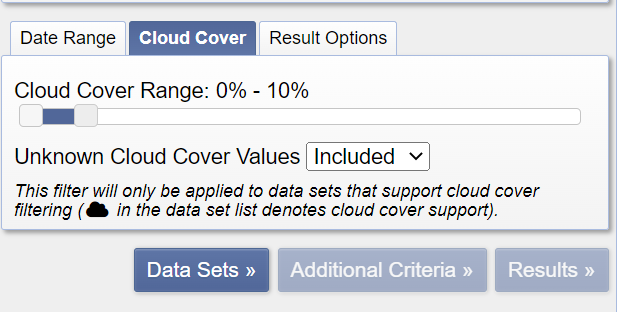 Date Range Cloud Cover Result Options
Cloud Cover Range: 0% - 10%
Unknown Cloud Cover Values Included
This filter will only be applied to data sets that support cloud cover
filtering ( in the data set list denotes cloud cover support).
Data Sets » Additional Criteria » Results »